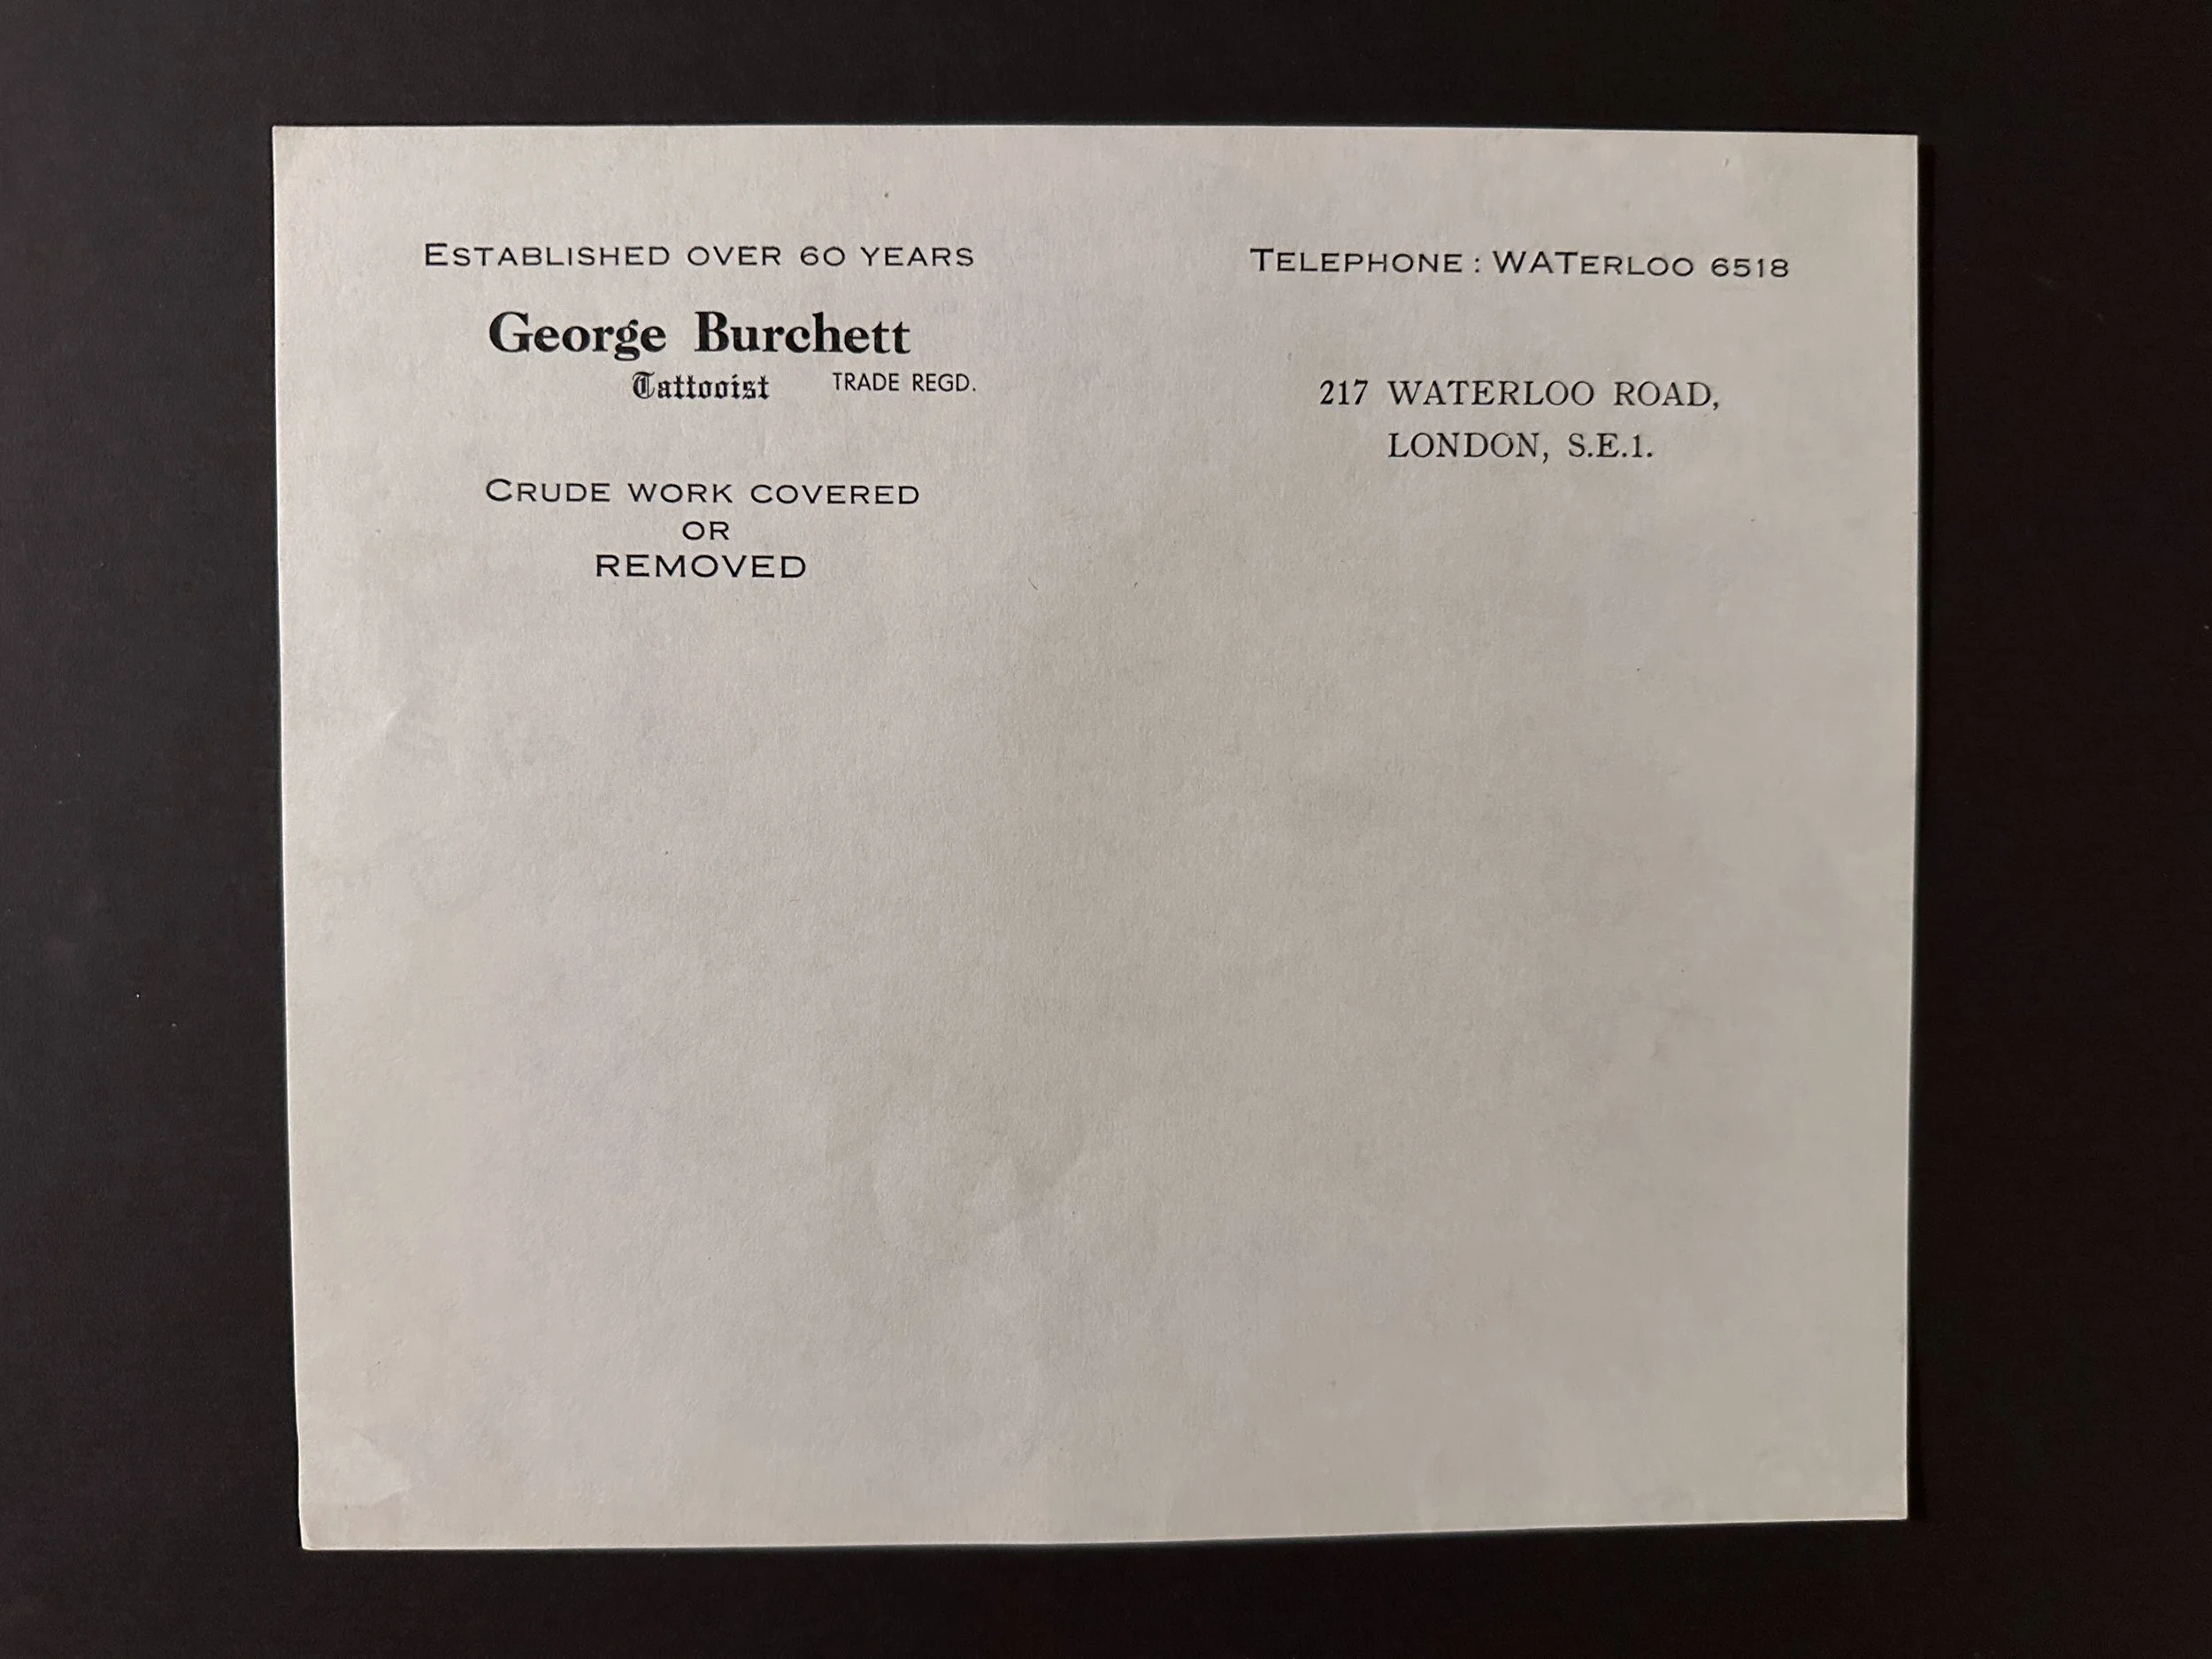 ESTABLISHED OVER 60 YEARS
George Burchett
Tattooist TRADE REGD.
CRUDE WORK COVERED
OR
REMOVED
TELEPHONE : WATERLOO 6518
217 WATERLOO ROAD,
LONDON, S.E.1.